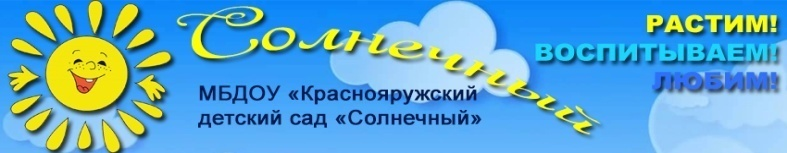 Солнечный
МБДОУ «Краснояружский
детский сад «Солнечный»
РАСТИМ!
ВОСПИТЫВАЕМ!
ЛЮБИМ!